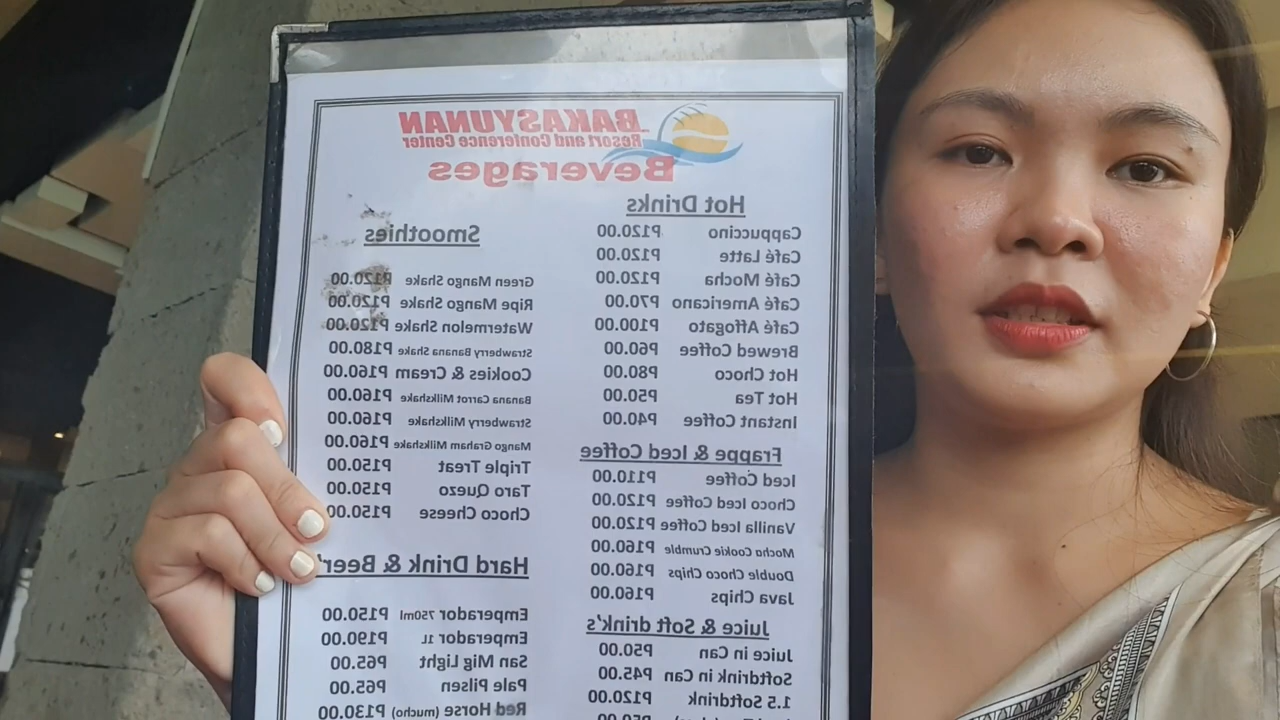 BAKASYUNAN
Resort and Conference Center
Beverages
Hot Drinks
Cappuccino P120.00
Café Latte P120.00
Café Mocha P120.00
Café Americano P70.00
Café Affogato P100.00
Brewed Coffee P60.00
Hot Choco P80.00
Hot Tea P50.00
Instant Coffee P40.00
Frappe & Iced Coffee
Iced Coffee P110.00
Choco Iced Coffee P120.00
Vanilla Iced Coffee P120.00
Mocha Cookie Crumble P160.00
Double Choco Chips P160.00
Java Chips P160.00
Juice & Soft drink's
Juice in Can P50.00
Softdrink in Can P45.00
1.5 Softdrink P120.00
Smoothies
Green Mango Shake P120.00
Ripe Mango Shake P120.00
Watermelon Shake P120.00
Strawberry Banana Shake P180.00
Cookies & Cream P160.00
Banana Carrot Milkshake P160.00
Strawberry Milkshake P160.00
Mango Graham Milkshake P160.00
Triple Treat P150.00
Taro Quezo P150.00
Choco Cheese P150.00
Hard Drink & Beer'
Emperador 750ml P150.00
Emperador 1L P190.00
San Mig Light P65.00
Pale Pilsen P65.00
Red Horse (mucho) P130.00